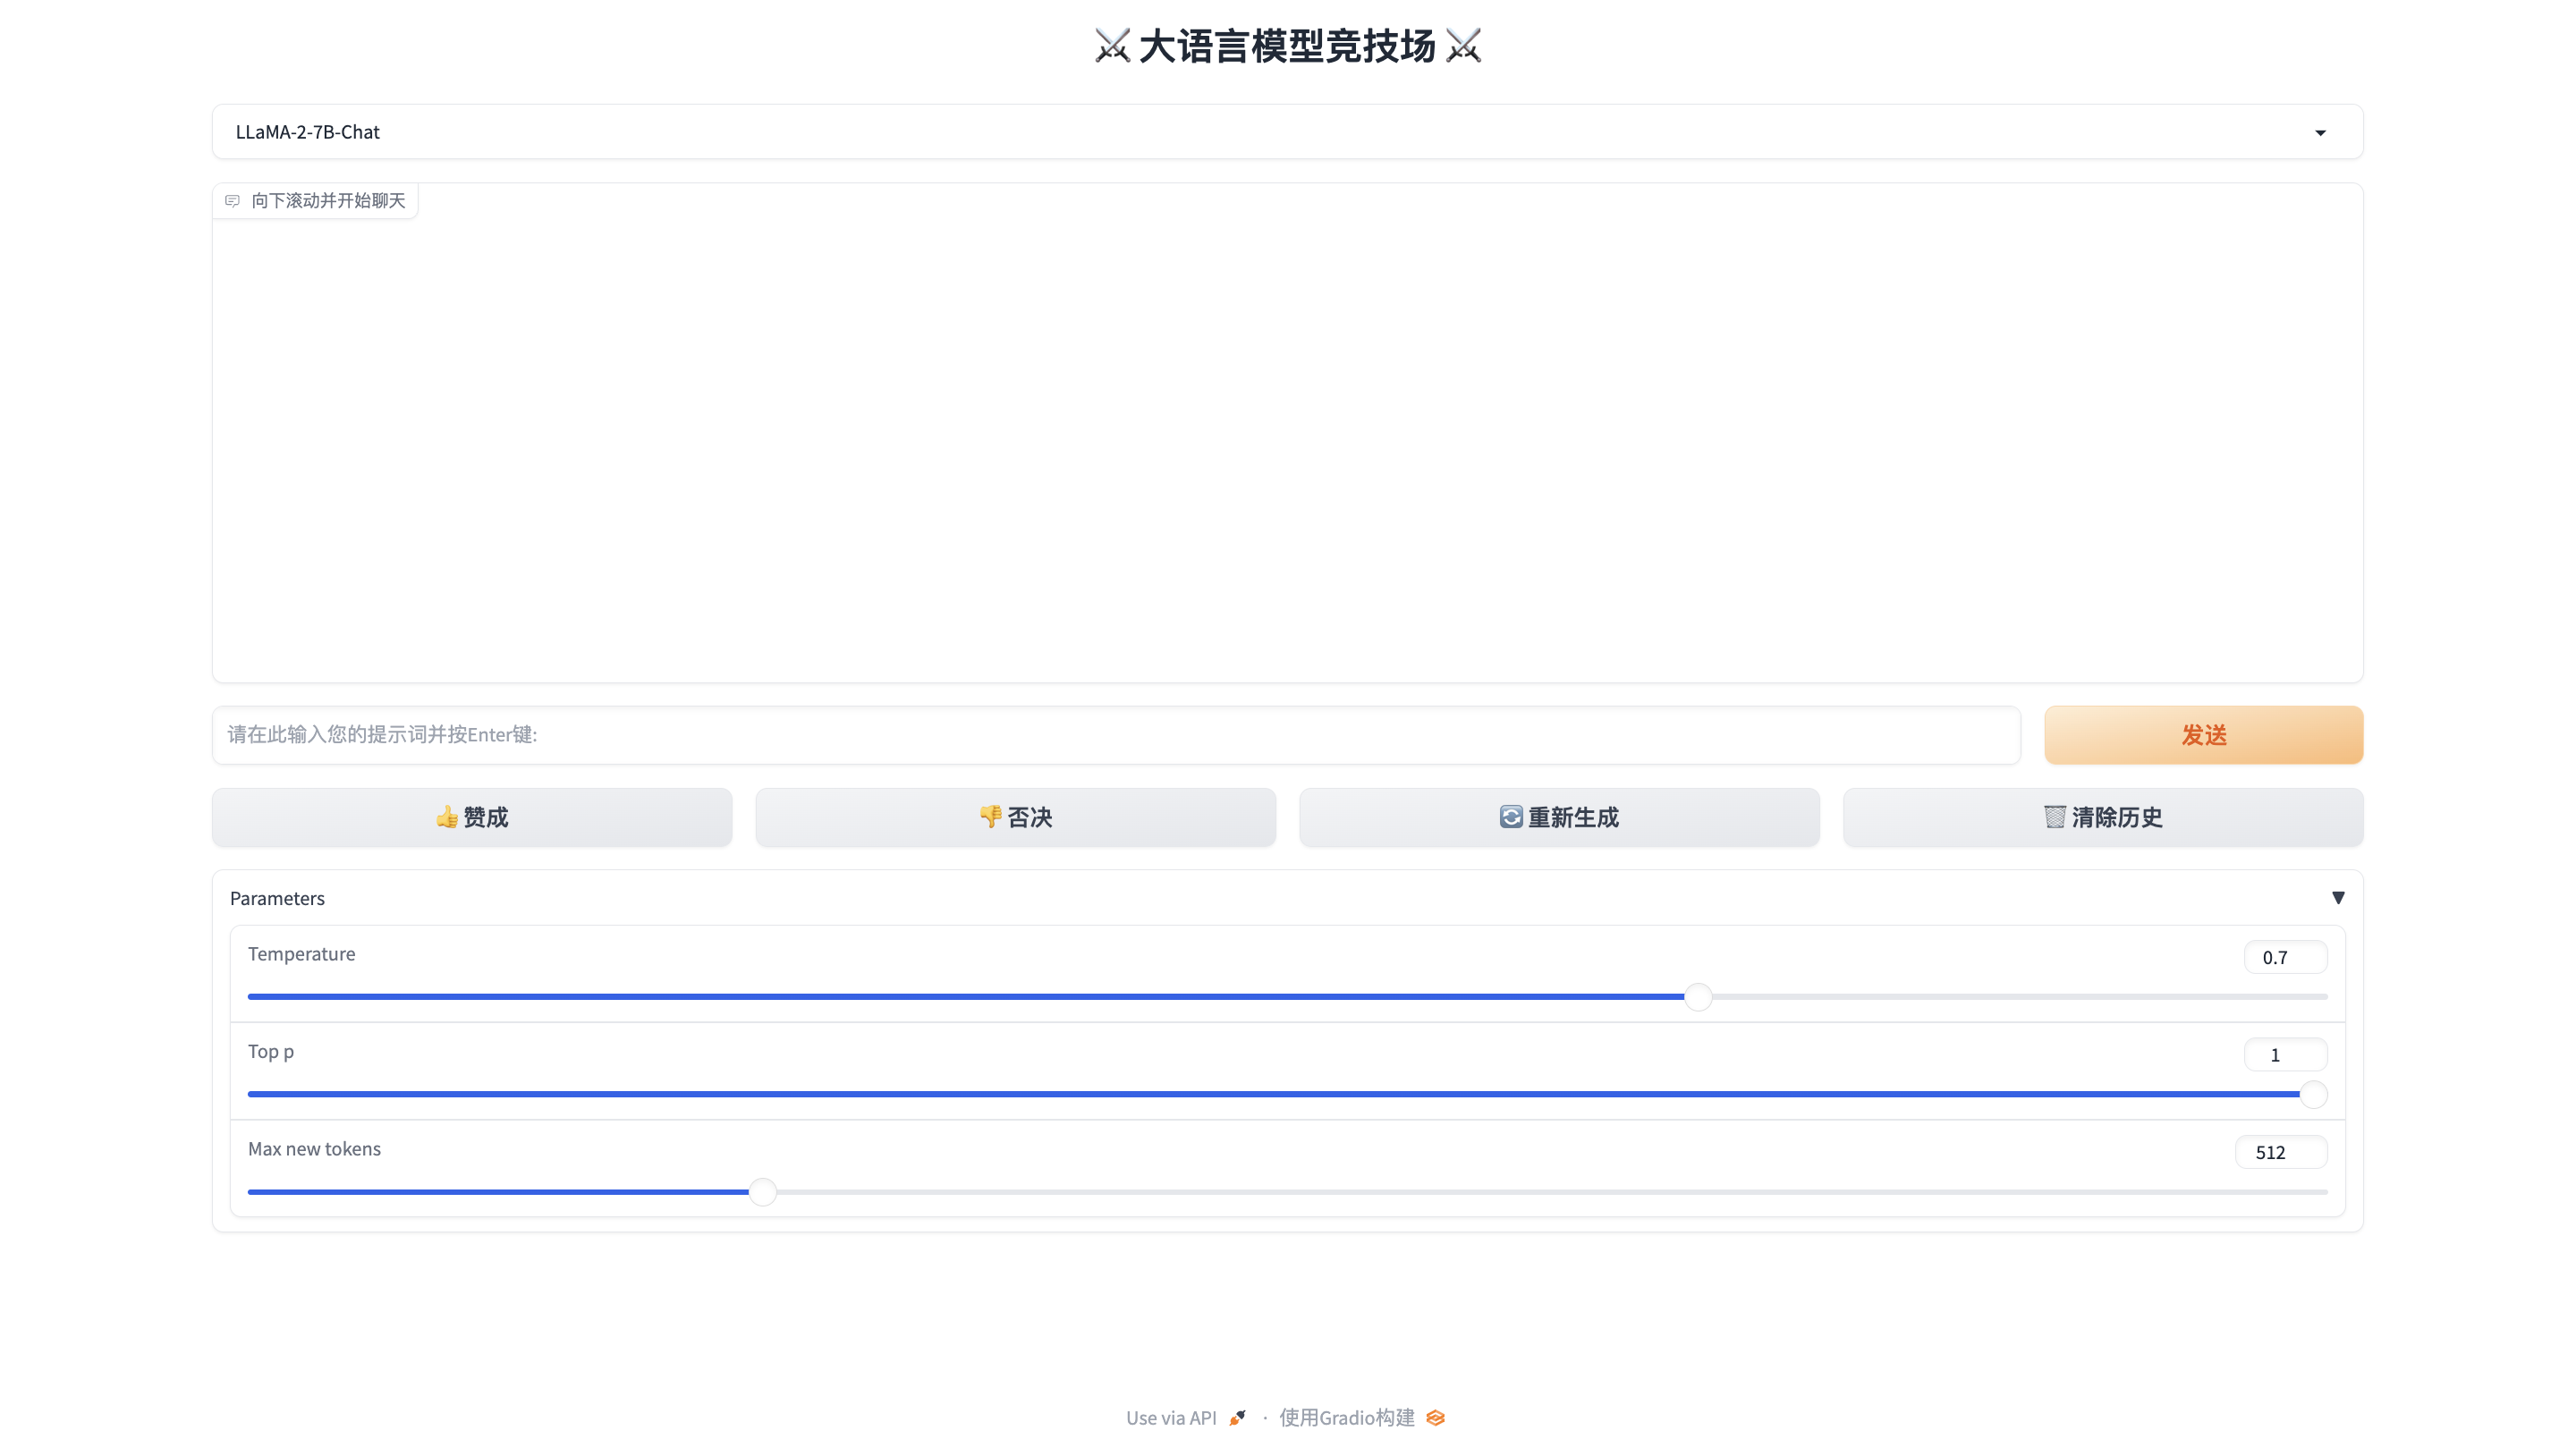 ⚔️ 大语言模型竞技场 ⚔️
LLaMA-2-7B-Chat
向下滚动并开始聊天
请在此输入您的提示词并按Enter键:
发送
👍 赞成
👎 否决
🔄 重新生成
🗑️ 清除历史
Parameters
Temperature
0.7
Top p
1
Max new tokens
512
Use via API · 使用Gradio构建